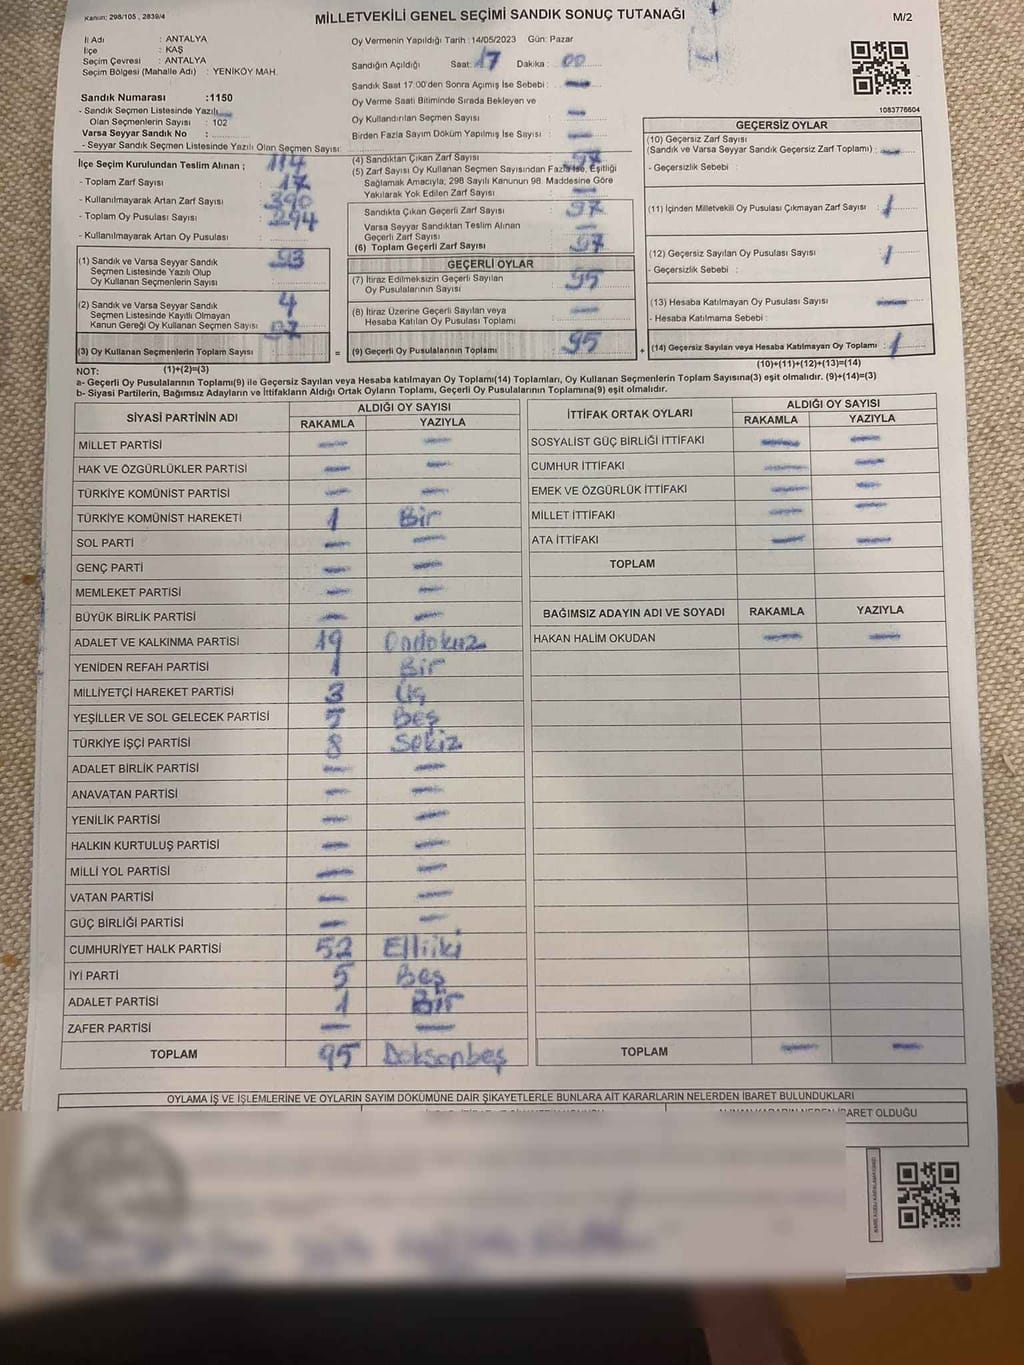 Kanun; 298/105 , 2839/4
MİLLETVEKİLİ GENEL SEÇİMİ SANDIK SONUÇ TUTANAĞI
M/2
İl Adı : ANTALYA
İlçe : KAŞ
Seçim Çevresi : ANTALYA
Seçim Bölgesi (Mahalle Adı) : YENİKÖY MAH.
Sandık Numarası :1150
- Sandık Seçmen Listesinde Yazılı
Olan Seçmenlerin Sayısı : 102
Varsa Seyyar Sandık No :
- Seyyar Sandık Seçmen Listesinde Yazılı Olan Seçmen Sayısı:
İlçe Seçim Kurulundan Teslim Alınan ; 114
- Toplam Zarf Sayısı 17
- Kullanılmayarak Artan Zarf Sayısı 390
- Toplam Oy Pusulası Sayısı 294
- Kullanılmayarak Artan Oy Pusulası
(1) Sandık ve Varsa Seyyar Sandık 93
Seçmen Listesinde Yazılı Olup
Oy Kullanan Seçmenlerin Sayısı
(2) Sandık ve Varsa Seyyar Sandık 4
Seçmen Listesinde Kayıtlı Olmayan
Kanun Gereği Oy Kullanan Seçmen Sayısı 97
(3) Oy Kullanan Seçmenlerin Toplam Sayısı
Oy Vermenin Yapıldığı Tarih : 14/05/2023 Gün: Pazar
Sandığın Açıldığı Saat: 17 Dakika : 00
Sandık Saat 17:00'den Sonra Açımış İse Sebebi : —
Oy Verme Saati Bitiminde Sırada Bekleyen ve
Oy Kullandırılan Seçmen Sayısı —
Birden Fazla Sayım Döküm Yapılmış İse Sayısı —
(4) Sandıktan Çıkan Zarf Sayısı 97
(5) Zarf Sayısı Oy Kullanan Seçmen Sayısından Fazla İse, Eşitliği
Sağlamak Amacıyla; 298 Sayılı Kanunun 98. Maddesine Göre
Yakılarak Yok Edilen Zarf Sayısı —
Sandıkta Çıkan Geçerli Zarf Sayısı 97
Varsa Seyyar Sandıktan Teslim Alınan
Geçerli Zarf Sayısı —
(6) Toplam Geçerli Zarf Sayısı 97
GEÇERLİ OYLAR
(7) İtiraz Edilmeksizin Geçerli Sayılan 95
Oy Pusulalarının Sayısı
(8) İtiraz Üzerine Geçerli Sayılan veya —
Hesaba Katılan Oy Pusulası Toplamı
= (9) Geçerli Oy Pusulalarının Toplamı 95
1083776604
GEÇERSİZ OYLAR
(10) Geçersiz Zarf Sayısı
(Sandık ve Varsa Seyyar Sandık Geçersiz Zarf Toplamı) : —
- Geçersizlik Sebebi :
(11) İçinden Milletvekili Oy Pusulası Çıkmayan Zarf Sayısı 1
(12) Geçersiz Sayılan Oy Pusulası Sayısı 1
- Geçersizlik Sebebi :
(13) Hesaba Katılmayan Oy Pusulası Sayısı —
- Hesaba Katılmama Sebebi :
+ (14) Geçersiz Sayılan veya Hesaba Katılmayan Oy Toplamı 1
NOT: (1)+(2)=(3)
(10)+(11)+(12)+(13)=(14)
a- Geçerli Oy Pusulalarının Toplamı(9) ile Geçersiz Sayılan veya Hesaba katılmayan Oy Toplamı(14) Toplamları, Oy Kullanan Seçmenlerin Toplam Sayısına(3) eşit olmalıdır. (9)+(14)=(3)
b- Siyasi Partilerin, Bağımsız Adayların ve İttifakların Aldığı Ortak Oyların Toplamı, Geçerli Oy Pusulalarının Toplamına(9) eşit olmalıdır.
SİYASİ PARTİNİN ADI ALDIĞI OY SAYISI
RAKAMLA YAZIYLA
MİLLET PARTİSİ — —
HAK VE ÖZGÜRLÜKLER PARTİSİ — —
TÜRKİYE KOMÜNİST PARTİSİ — —
TÜRKİYE KOMÜNİST HAREKETİ 1 Bir
SOL PARTİ — —
GENÇ PARTİ — —
MEMLEKET PARTİSİ — —
BÜYÜK BİRLİK PARTİSİ — —
ADALET VE KALKINMA PARTİSİ 19 Ondokuz
YENİDEN REFAH PARTİSİ 1 Bir
MİLLİYETÇİ HAREKET PARTİSİ 3 Üç
YEŞİLLER VE SOL GELECEK PARTİSİ 5 Beş
TÜRKİYE İŞÇİ PARTİSİ 8 Sekiz
ADALET BİRLİK PARTİSİ — —
ANAVATAN PARTİSİ — —
YENİLİK PARTİSİ — —
HALKIN KURTULUŞ PARTİSİ — —
MİLLİ YOL PARTİSİ — —
VATAN PARTİSİ — —
GÜÇ BİRLİĞİ PARTİSİ — —
CUMHURİYET HALK PARTİSİ 52 Elliiki
İYİ PARTİ 5 Beş
ADALET PARTİSİ 1 Bir
ZAFER PARTİSİ — —
TOPLAM 95 Doksanbeş
İTTİFAK ORTAK OYLARI ALDIĞI OY SAYISI
RAKAMLA YAZIYLA
SOSYALİST GÜÇ BİRLİĞİ İTTİFAKI — —
CUMHUR İTTİFAKI — —
EMEK VE ÖZGÜRLÜK İTTİFAKI — —
MİLLET İTTİFAKI — —
ATA İTTİFAKI — —
TOPLAM
BAĞIMSIZ ADAYIN ADI VE SOYADI RAKAMLA YAZIYLA
HAKAN HALİM OKUDAN — —
TOPLAM — —
OYLAMA İŞ VE İŞLEMLERİNE VE OYLARIN SAYIM DÖKÜMÜNE DAİR ŞİKAYETLERLE BUNLARA AİT KARARLARIN NELERDEN İBARET BULUNDUKLARI
İBARET OLDUĞU